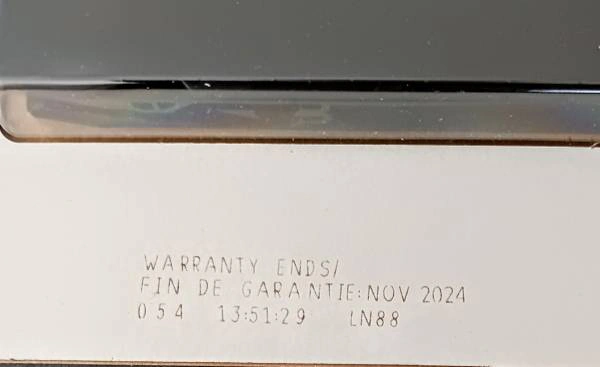 WARRANTY ENDS/
FIN DE GARANTIE:NOV 2024
054 13:51:29 LN88